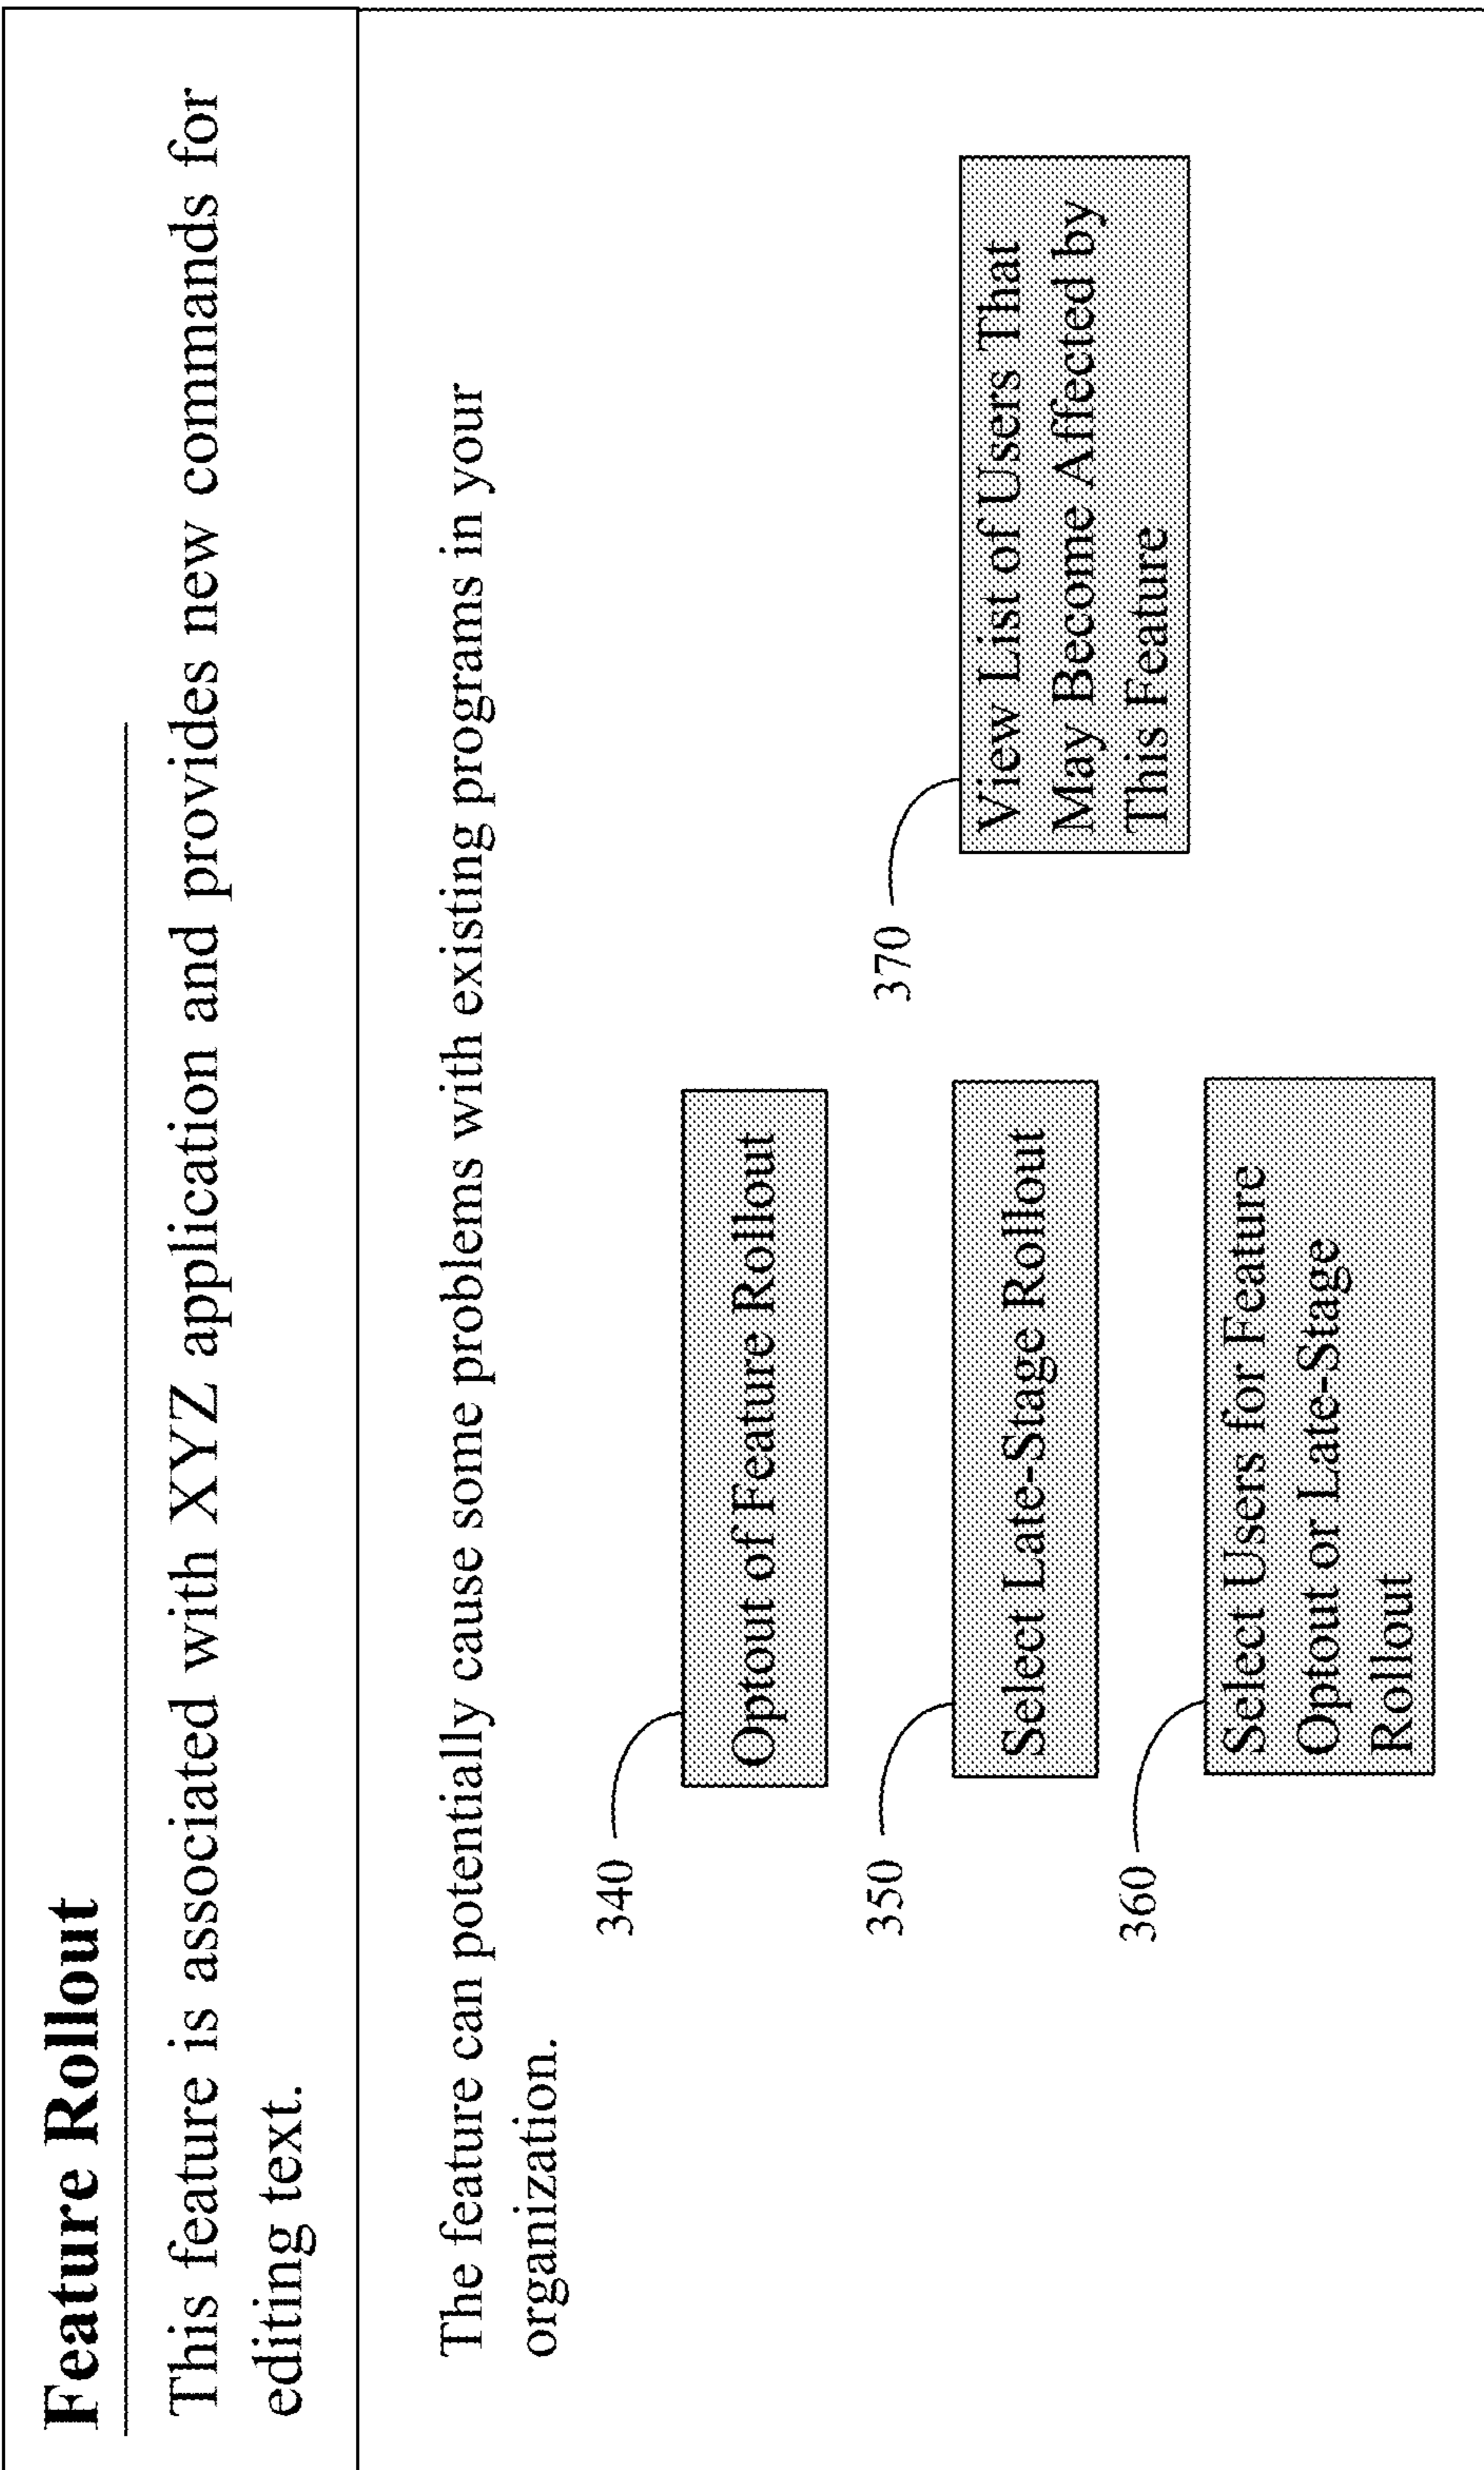 Feature Rollout
This feature is associated with XYZ application and provides new commands for
editing text.
The feature can potentially cause some problems with existing programs in your
organization.
340
Optout of Feature Rollout
350
Select Late-Stage Rollout
360
Select Users for Feature
Optout or Late-Stage
Rollout
370
View List of Users That
May Become Affected by
This Feature